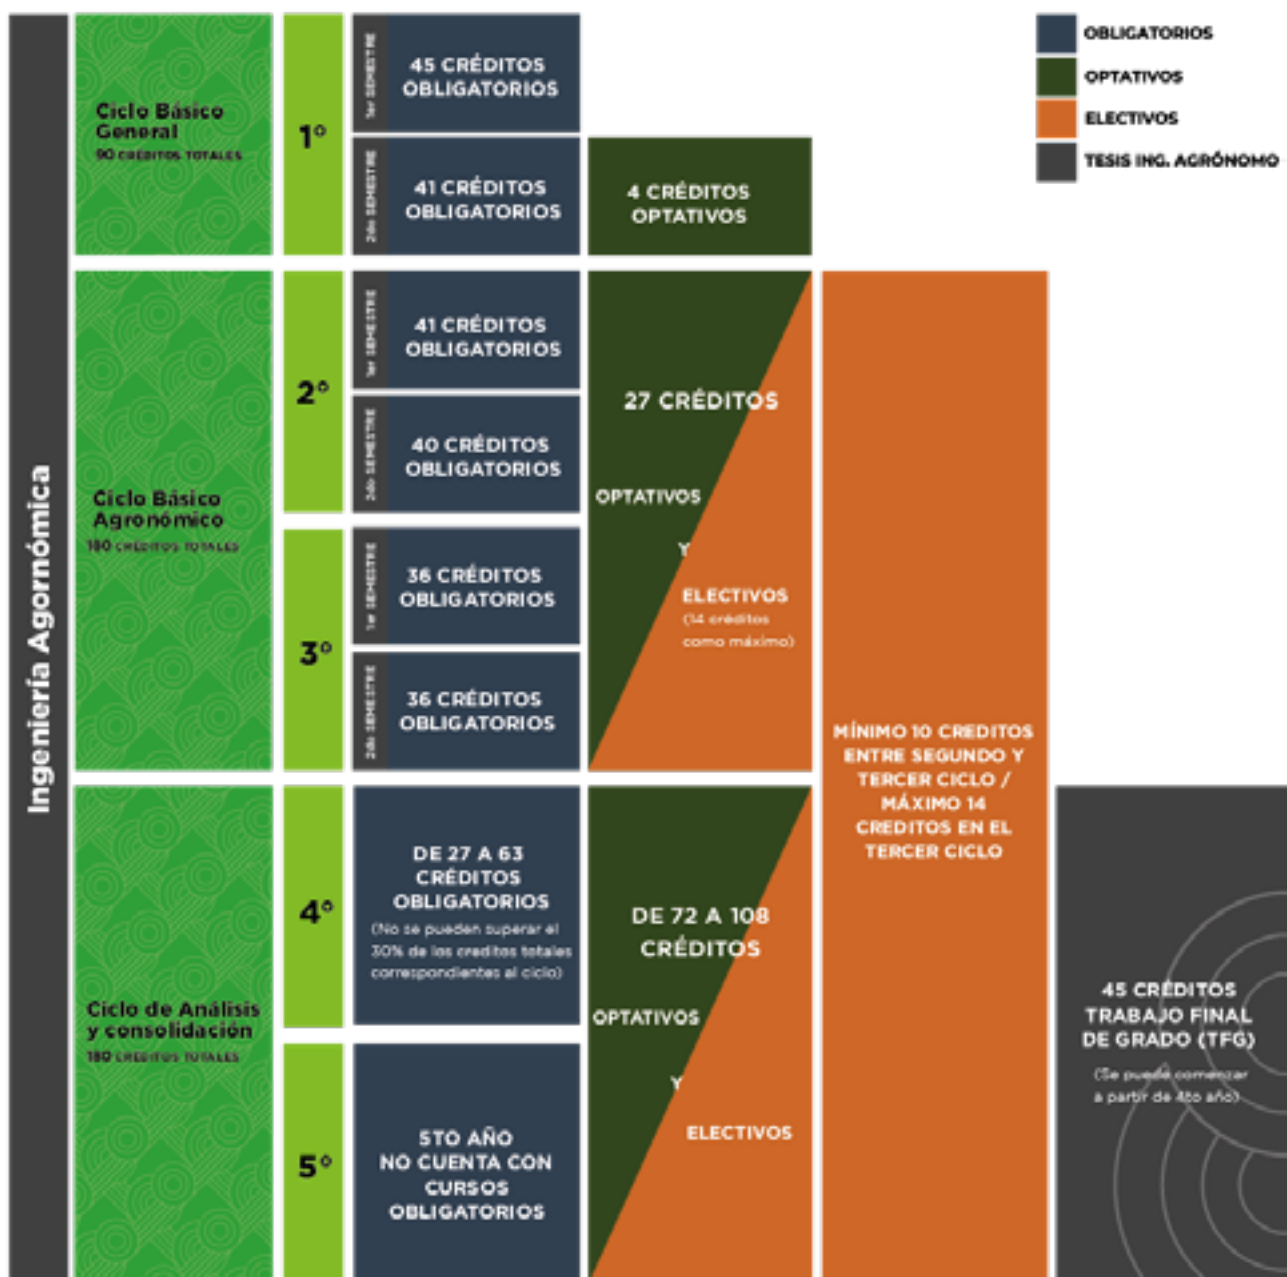 Ingeniería Agornómica
Ciclo Básico
General
90 CRÉDITOS TOTALES
1°
1er SEMESTRE
45 CRÉDITOS
OBLIGATORIOS
2do SEMESTRE
41 CRÉDITOS
OBLIGATORIOS
4 CRÉDITOS
OPTATIVOS
OBLIGATORIOS
OPTATIVOS
ELECTIVOS
TESIS ING. AGRÓNOMO
Ciclo Básico
Agronómico
180 CRÉDITOS TOTALES
2°
1er SEMESTRE
41 CRÉDITOS
OBLIGATORIOS
2do SEMESTRE
40 CRÉDITOS
OBLIGATORIOS
3°
1er SEMESTRE
36 CRÉDITOS
OBLIGATORIOS
2do SEMESTRE
36 CRÉDITOS
OBLIGATORIOS
27 CRÉDITOS
OPTATIVOS
Y
ELECTIVOS
(14 créditos
como máximo)
MÍNIMO 10 CREDITOS
ENTRE SEGUNDO Y
TERCER CICLO /
MÁXIMO 14
CREDITOS EN EL
TERCER CICLO
Ciclo de Análisis
y consolidación
180 CRÉDITOS TOTALES
4°
DE 27 A 63
CRÉDITOS
OBLIGATORIOS
(No se pueden superar el
30% de los creditos totales
correspondientes al ciclo)
5°
5TO AÑO
NO CUENTA CON
CURSOS
OBLIGATORIOS
DE 72 A 108
CRÉDITOS
OPTATIVOS
Y
ELECTIVOS
45 CRÉDITOS
TRABAJO FINAL
DE GRADO (TFG)
(Se puede comenzar
a partir de 4to año)